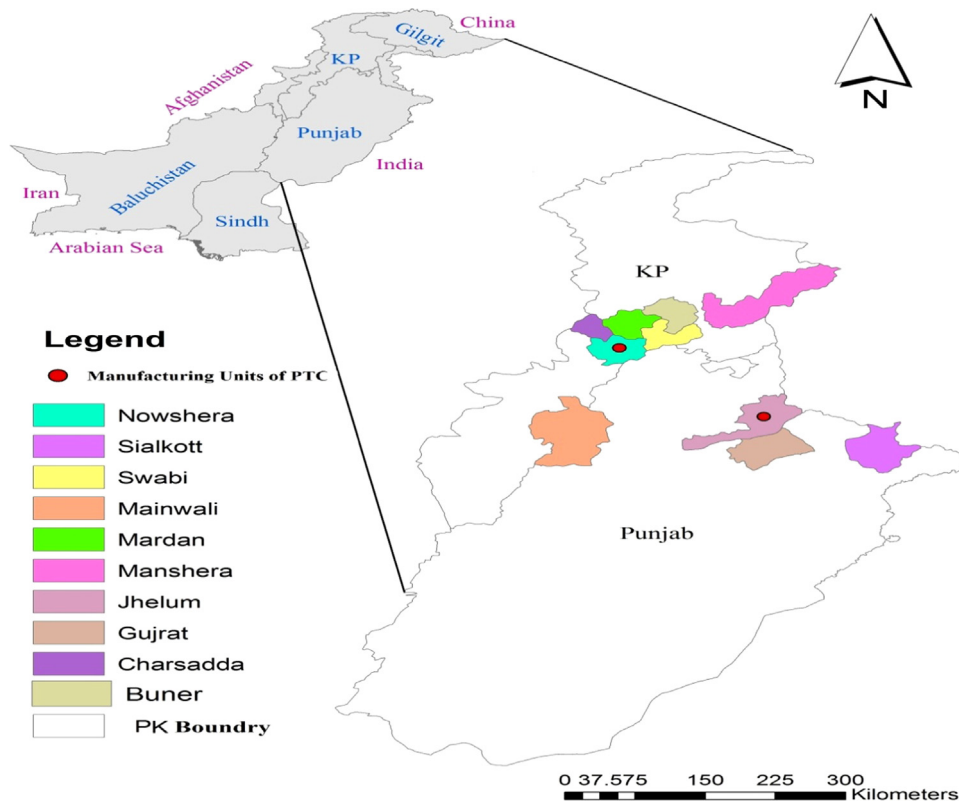 China
Gilgit
KP
Afghanistan
Punjab
India
Iran
Baluchistan
Sindh
Arabian Sea
N
KP
Punjab
Legend
Manufacturing Units of PTC
Nowshera
Sialkott
Swabi
Mainwali
Mardan
Manshera
Jhelum
Gujrat
Charsadda
Buner
PK Boundry
0 37.575 150 225 300
Kilometers